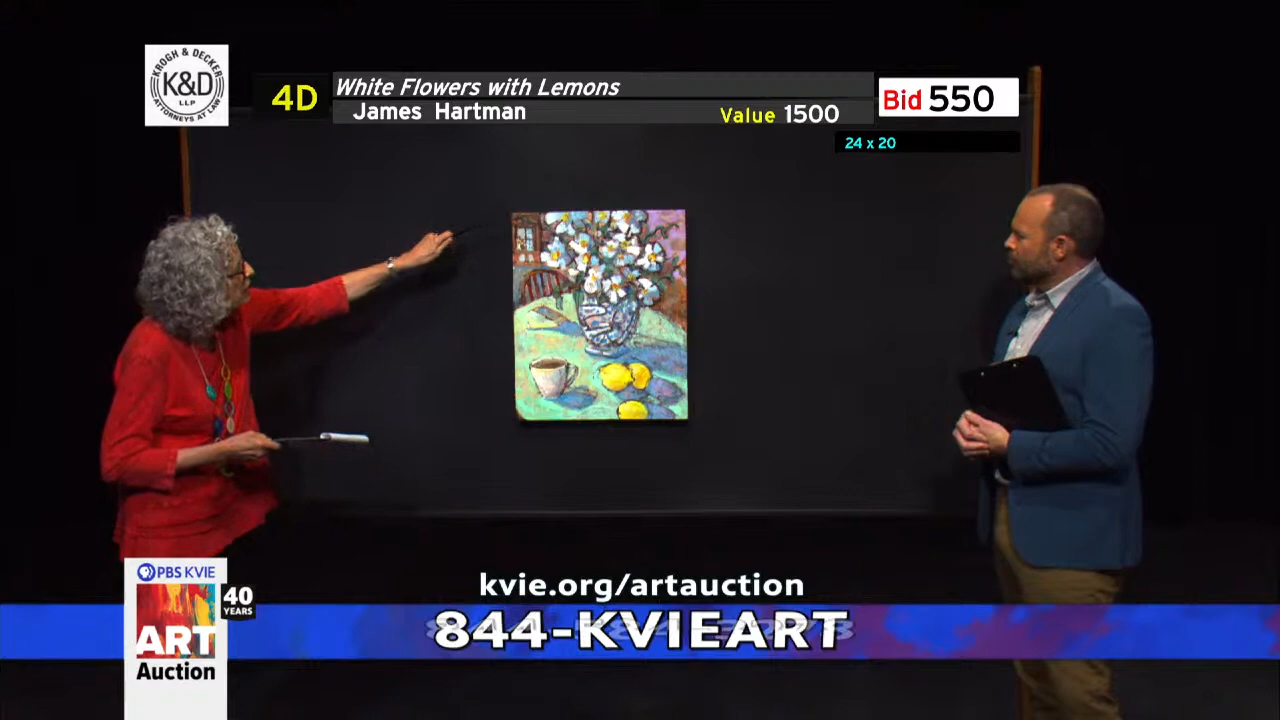 KROGH & DECKER
K&D
LLP
ATTORNEYS AT LAW
4D
White Flowers with Lemons
James Hartman
Value 1500
Bid 550
24 x 20
PBS KVIE
40
YEARS
ART
Auction
kvie.org/artauction
844-KVIEART